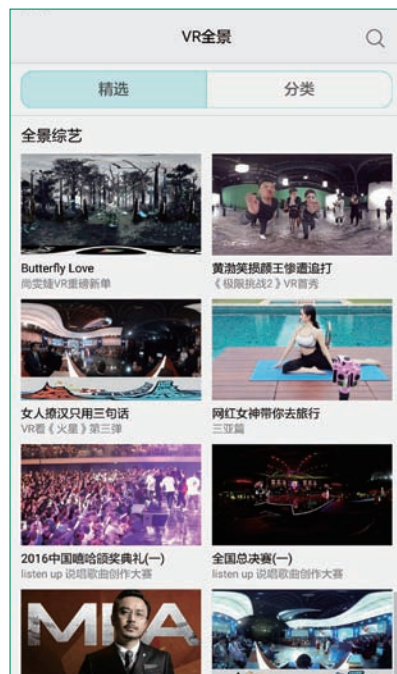 VR全景
精选
分类
全景综艺
Butterfly Love
尚雯婕VR重磅新单
黄渤笑损颜王惨遭追打
《极限挑战2》VR首秀
女人撩汉只用三句话
VR看《火星》第三弹
网红女神带你去旅行
三亚篇
2016中国嘻哈颁奖典礼(一)
listen up 说唱歌曲创作大赛
全国总决赛(一)
listen up 说唱歌曲创作大赛